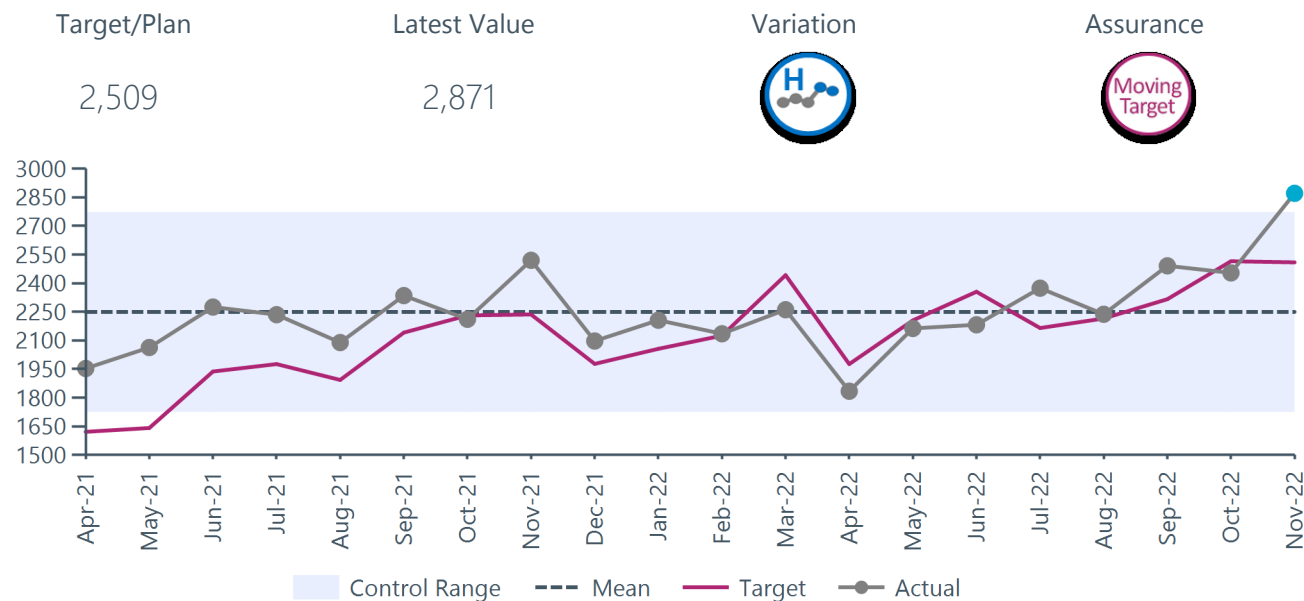 Target/Plan
Latest Value
Variation
Assurance
2,509
2,871
H
Moving
Target
3000
2850
2700
2550
2400
2250
2100
1950
1800
1650
1500
Apr-21
May-21
Jun-21
Jul-21
Aug-21
Sep-21
Oct-21
Nov-21
Dec-21
Jan-22
Feb-22
Mar-22
Apr-22
May-22
Jun-22
Jul-22
Aug-22
Sep-22
Oct-22
Nov-22
Control Range
Mean
Target
Actual